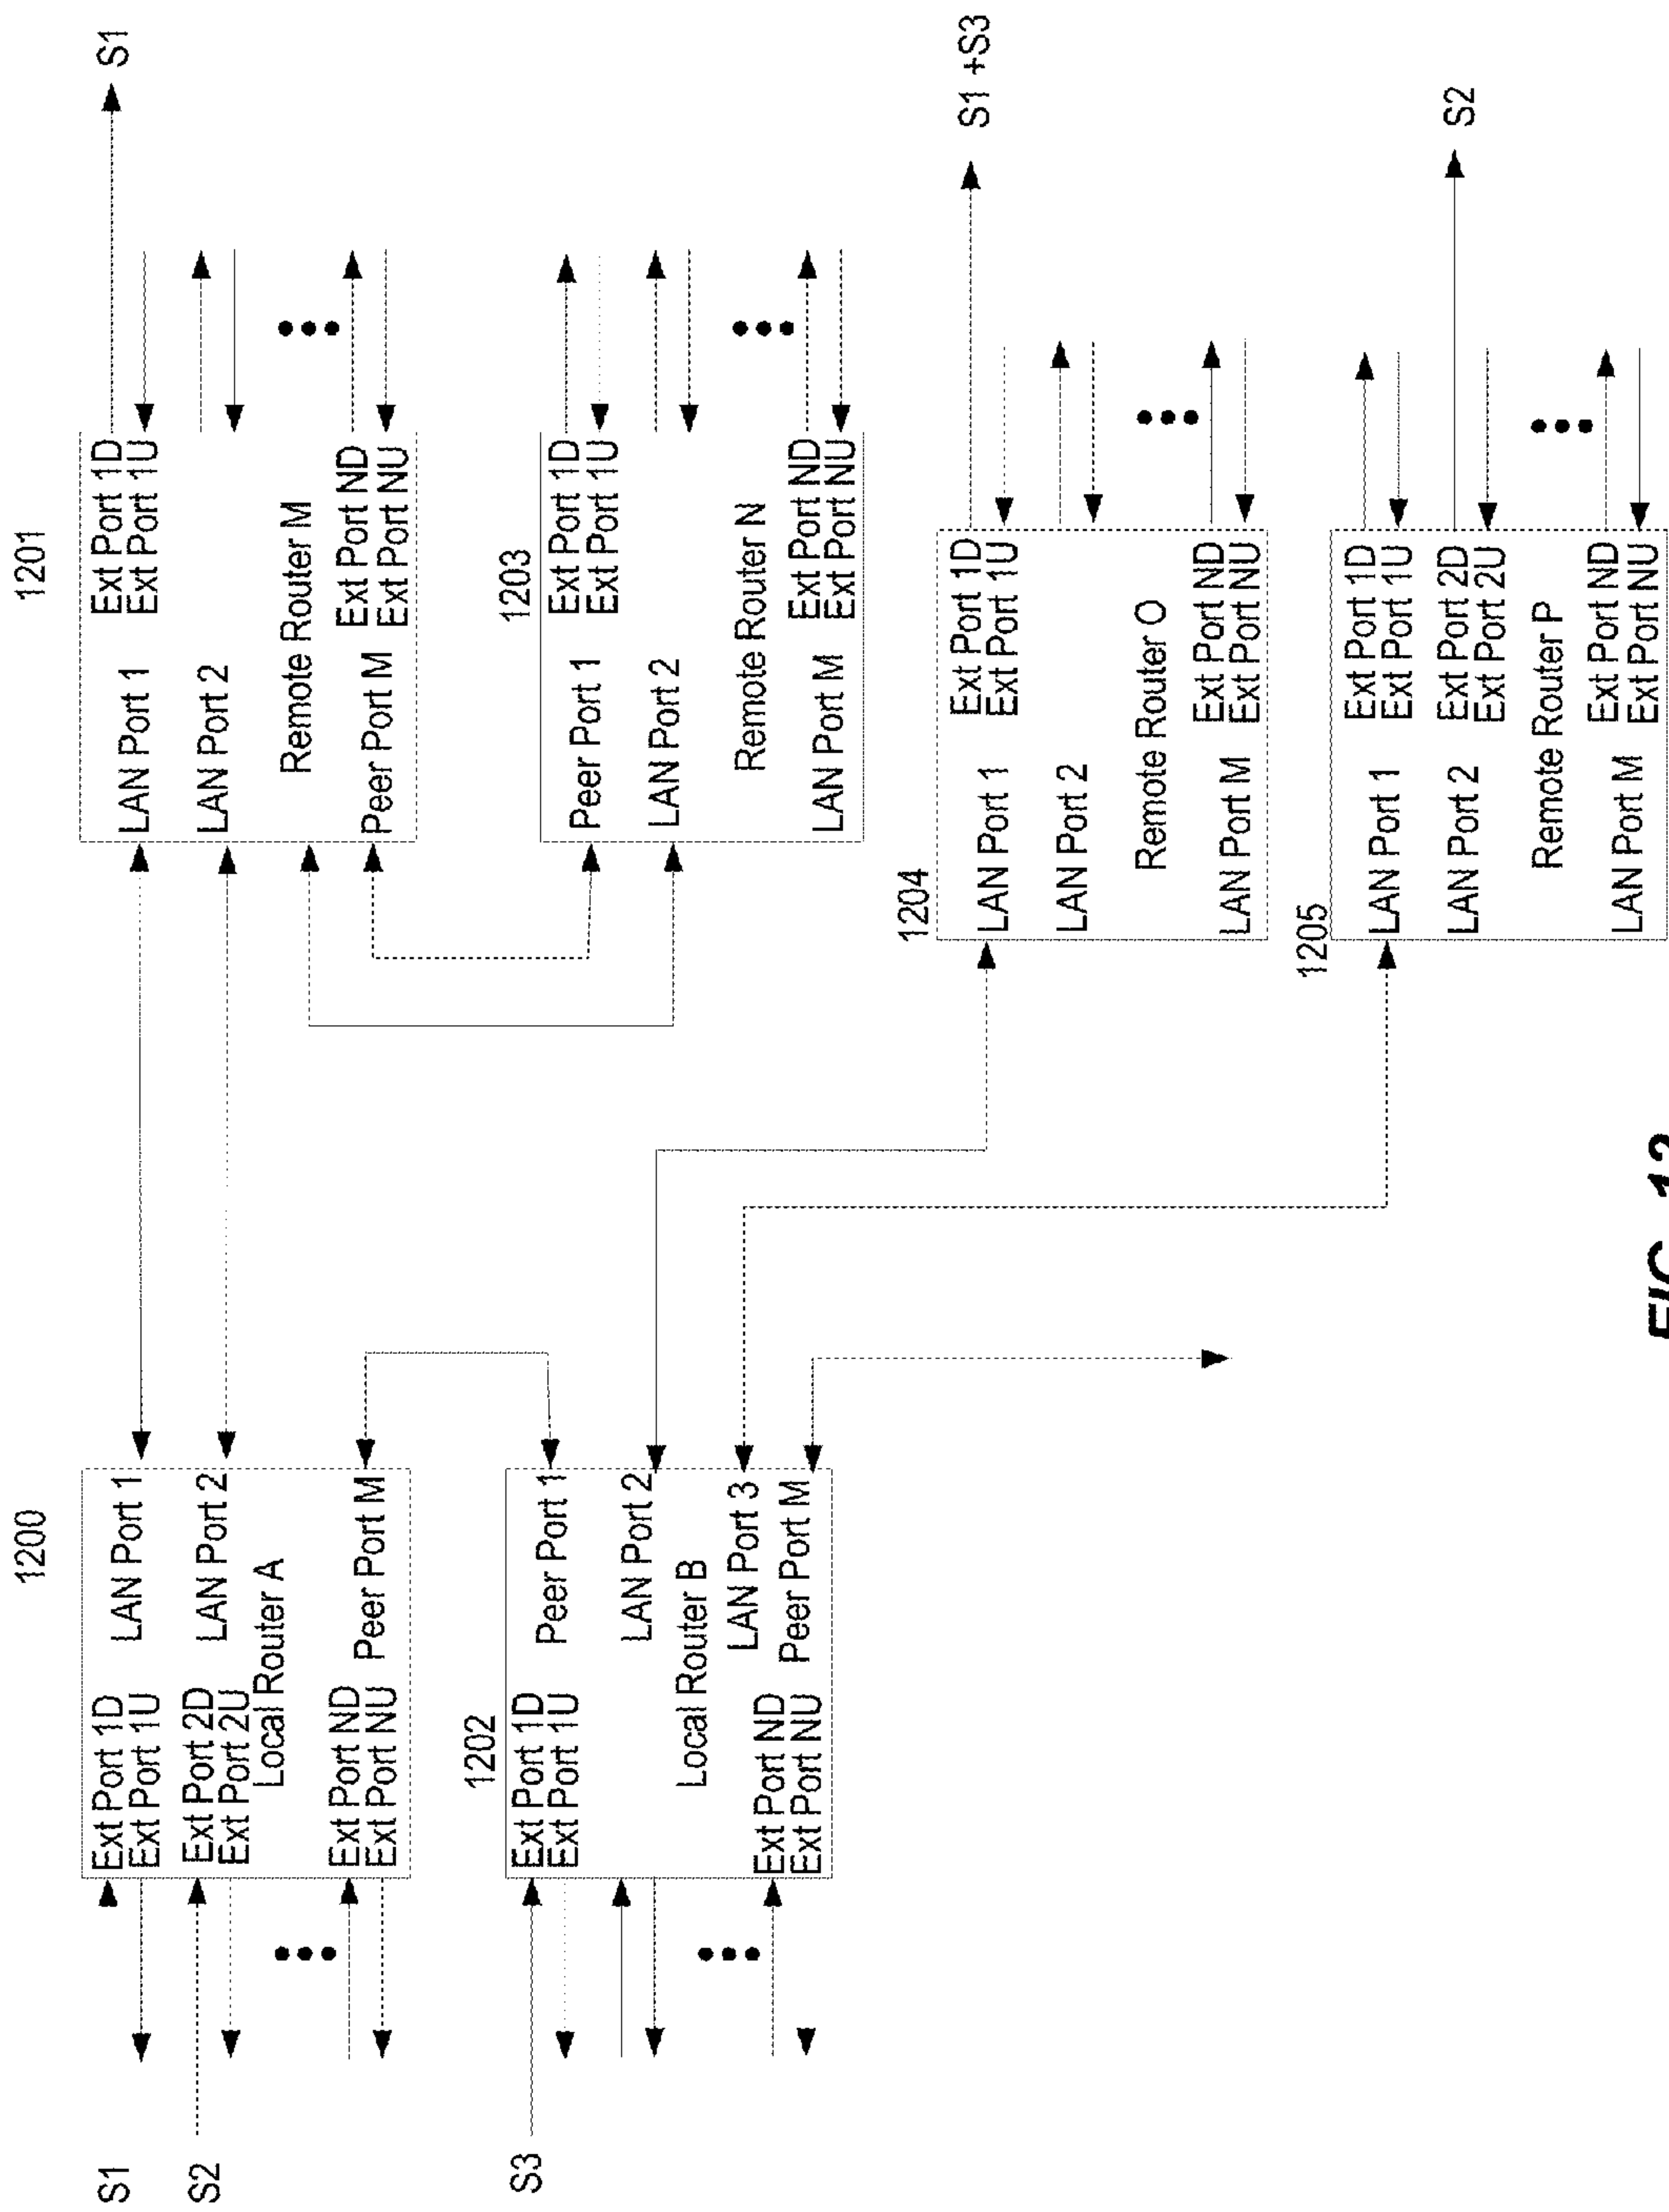 1200
S1
Ext Port 1D
Ext Port 1U
LAN Port 1
S2
Ext Port 2D
Ext Port 2U
LAN Port 2
Local Router A
Ext Port ND
Ext Port NU
Peer Port M
1202
S3
Ext Port 1D
Ext Port 1U
Peer Port 1
LAN Port 2
Local Router B
LAN Port 3
Ext Port ND
Ext Port NU
Peer Port M
1201
LAN Port 1
Ext Port 1D
Ext Port 1U
S1
LAN Port 2
Remote Router M
Ext Port ND
Ext Port NU
Peer Port M
1203
Ext Port 1D
Ext Port 1U
Peer Port 1
LAN Port 2
Remote Router N
Ext Port ND
Ext Port NU
LAN Port M
1204
Ext Port 1D
Ext Port 1U
LAN Port 1
S1 +S3
LAN Port 2
Remote Router O
Ext Port ND
Ext Port NU
LAN Port M
1205
Ext Port 1D
Ext Port 1U
LAN Port 1
Ext Port 2D
Ext Port 2U
LAN Port 2
S2
Remote Router P
Ext Port ND
Ext Port NU
LAN Port M
FIG. 12